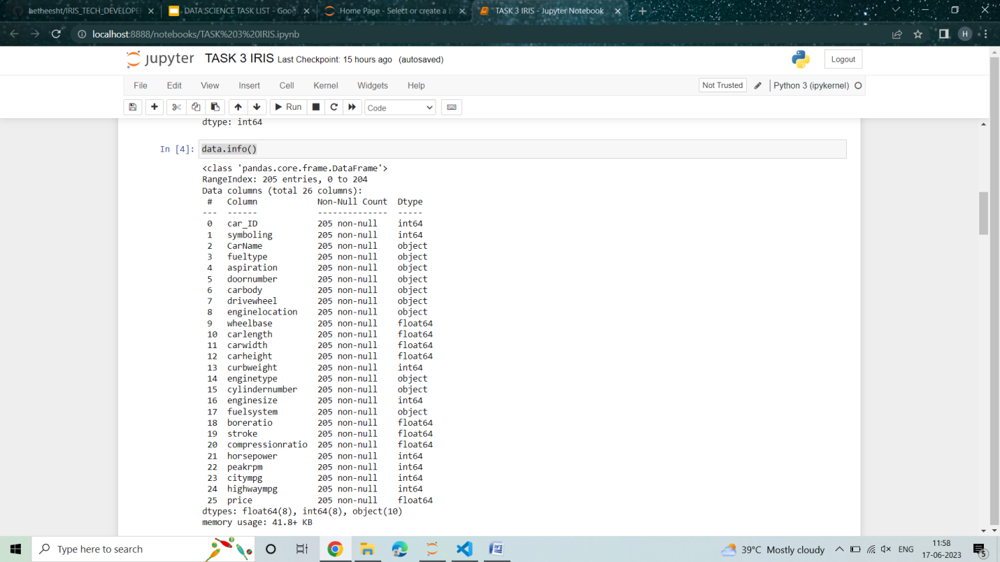 hetheesht/IRIS_TECH_DEVELOPE
DATA SCIENCE TASK LIST - Goog
Home Page - Select or create a
TASK 3 IRIS - Jupyter Notebook
localhost:8888/notebooks/TASK%203%20IRIS.ipynb
H
jupyter TASK 3 IRIS Last Checkpoint: 15 hours ago (autosaved)
Logout
File Edit View Insert Cell Kernel Widgets Help
Not Trusted
Python 3 (ipykernel)
Run
Code
dtype: int64
In [4]: data.info()
<class 'pandas.core.frame.DataFrame'>
RangeIndex: 205 entries, 0 to 204
Data columns (total 26 columns):
 #   Column            Non-Null Count  Dtype
---  ------            --------------  -----
 0   car_ID            205 non-null    int64
 1   symboling         205 non-null    int64
 2   CarName           205 non-null    object
 3   fueltype          205 non-null    object
 4   aspiration        205 non-null    object
 5   doornumber        205 non-null    object
 6   carbody           205 non-null    object
 7   drivewheel        205 non-null    object
 8   enginelocation    205 non-null    object
 9   wheelbase         205 non-null    float64
 10  carlength         205 non-null    float64
 11  carwidth          205 non-null    float64
 12  carheight         205 non-null    float64
 13  curbweight        205 non-null    int64
 14  enginetype        205 non-null    object
 15  cylindernumber    205 non-null    object
 16  enginesize        205 non-null    int64
 17  fuelsystem        205 non-null    object
 18  boreratio         205 non-null    float64
 19  stroke            205 non-null    float64
 20  compressionratio  205 non-null    float64
 21  horsepower        205 non-null    int64
 22  peakrpm           205 non-null    int64
 23  citympg           205 non-null    int64
 24  highwaympg        205 non-null    int64
 25  price             205 non-null    float64
dtypes: float64(8), int64(8), object(10)
memory usage: 41.8+ KB
Type here to search
39°C Mostly cloudy
ENG
11:58
17-06-2023
5